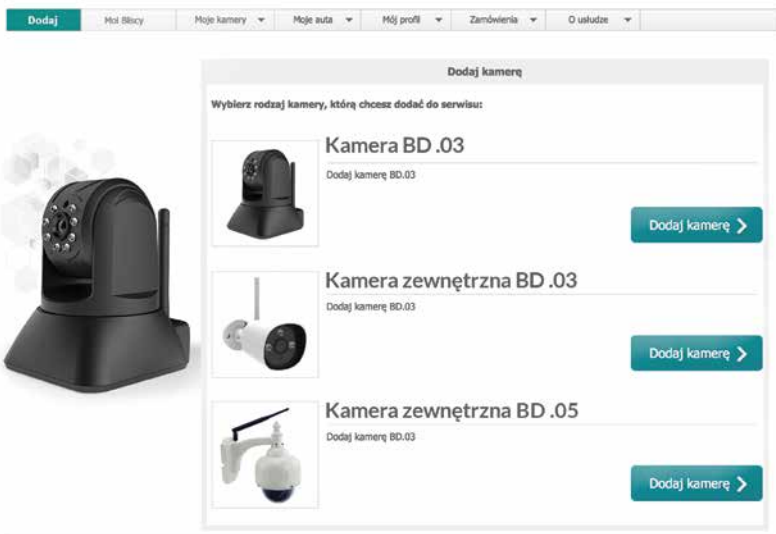 Dodaj
Moi Bliscy
Moje kamery
Moje auta
Mój profil
Zamówienia
O usłudze
Dodaj kamerę
Wybierz rodzaj kamery, którą chcesz dodać do serwisu:
Kamera BD .03
Dodaj kamerę BD.03
Dodaj kamerę
Kamera zewnętrzna BD .03
Dodaj kamerę BD.03
Dodaj kamerę
Kamera zewnętrzna BD .05
Dodaj kamerę BD.03
Dodaj kamerę